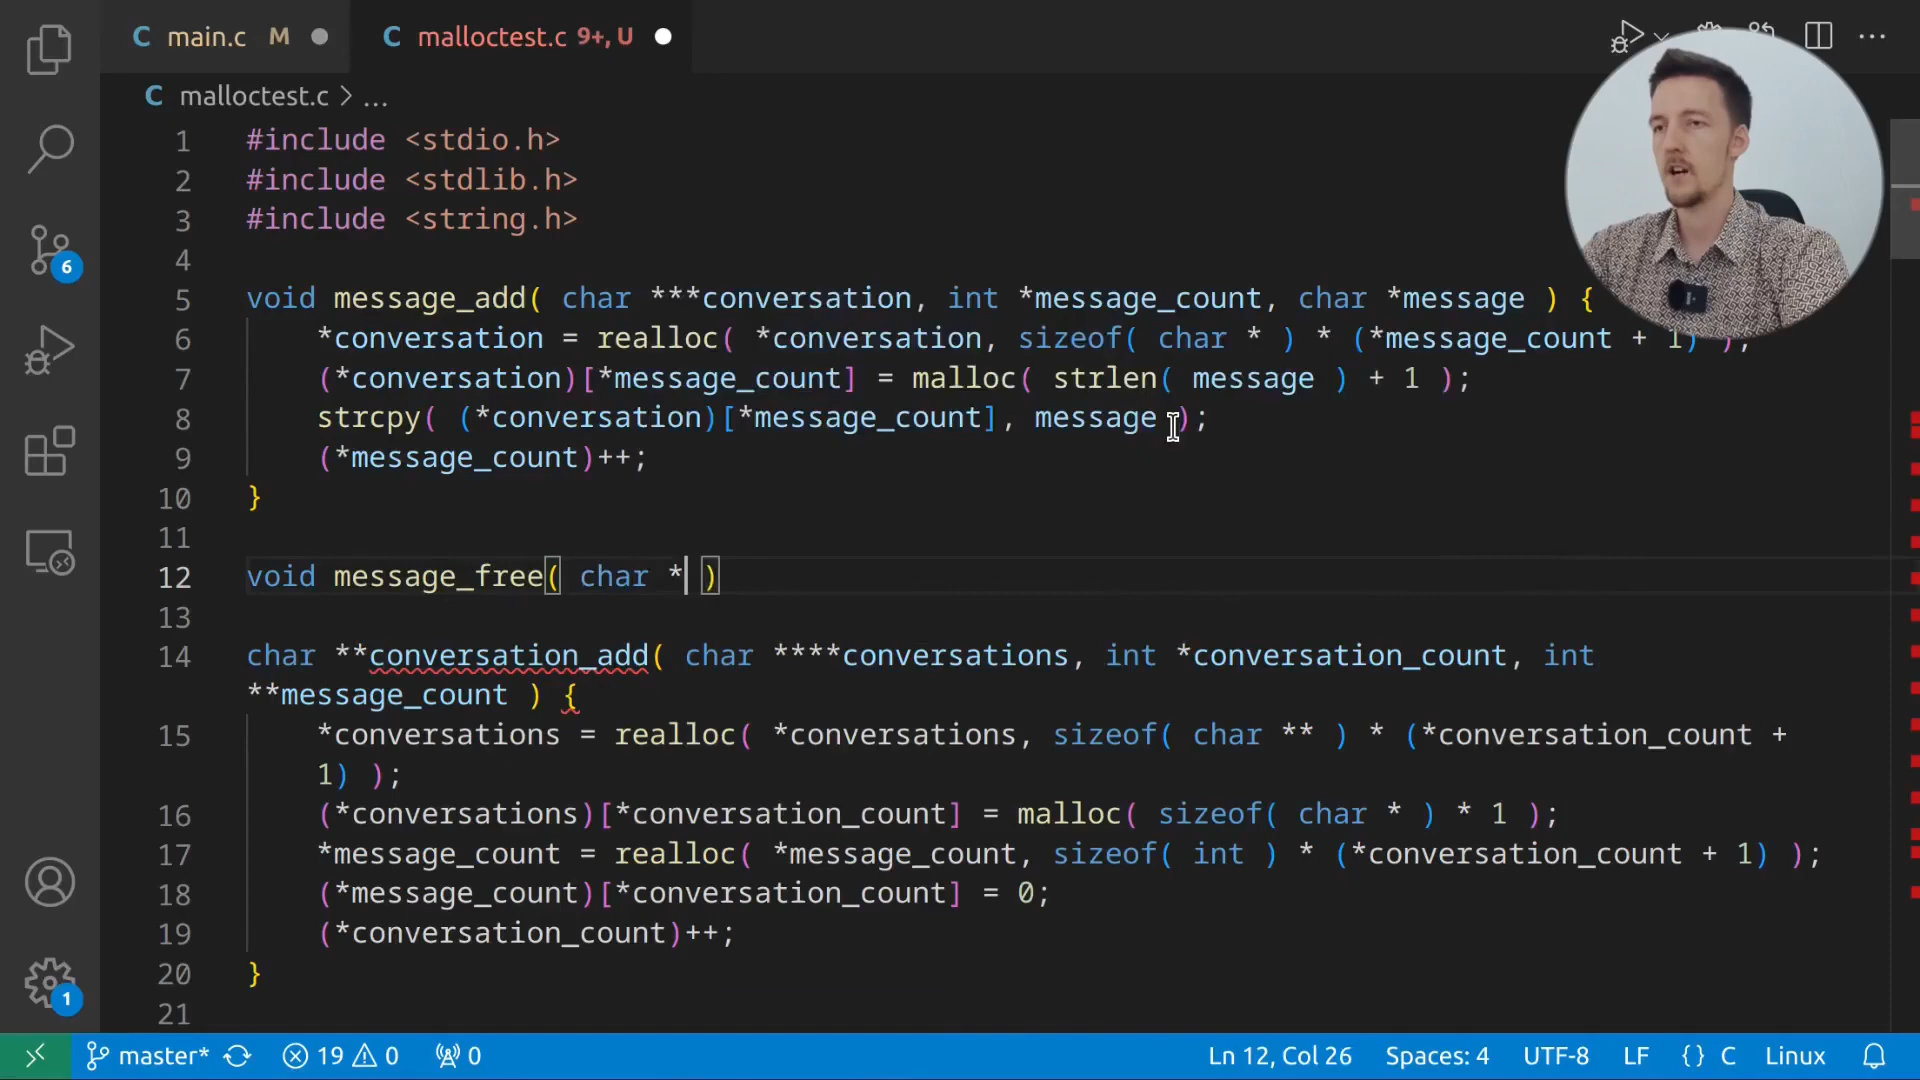 main.c M
malloctest.c 9+, U
malloctest.c > ...
1 #include <stdio.h>
2 #include <stdlib.h>
3 #include <string.h>
4
5 void message_add( char ***conversation, int *message_count, char *message ) {
6 *conversation = realloc( *conversation, sizeof( char * ) * (*message_count + 1) );
7 (*conversation)[*message_count] = malloc( strlen( message ) + 1 );
8 strcpy( (*conversation)[*message_count], message );
9 (*message_count)++;
10 }
11
12 void message_free( char * )
13
14 char **conversation_add( char ****conversations, int *conversation_count, int
**message_count ) {
15 *conversations = realloc( *conversations, sizeof( char ** ) * (*conversation_count +
1) );
16 (*conversations)[*conversation_count] = malloc( sizeof( char * ) * 1 );
17 *message_count = realloc( *message_count, sizeof( int ) * (*conversation_count + 1) );
18 (*message_count)[*conversation_count] = 0;
19 (*conversation_count)++;
20 }
21
6
1
master* 19 0 0 Ln 12, Col 26 Spaces: 4 UTF-8 LF {} C Linux